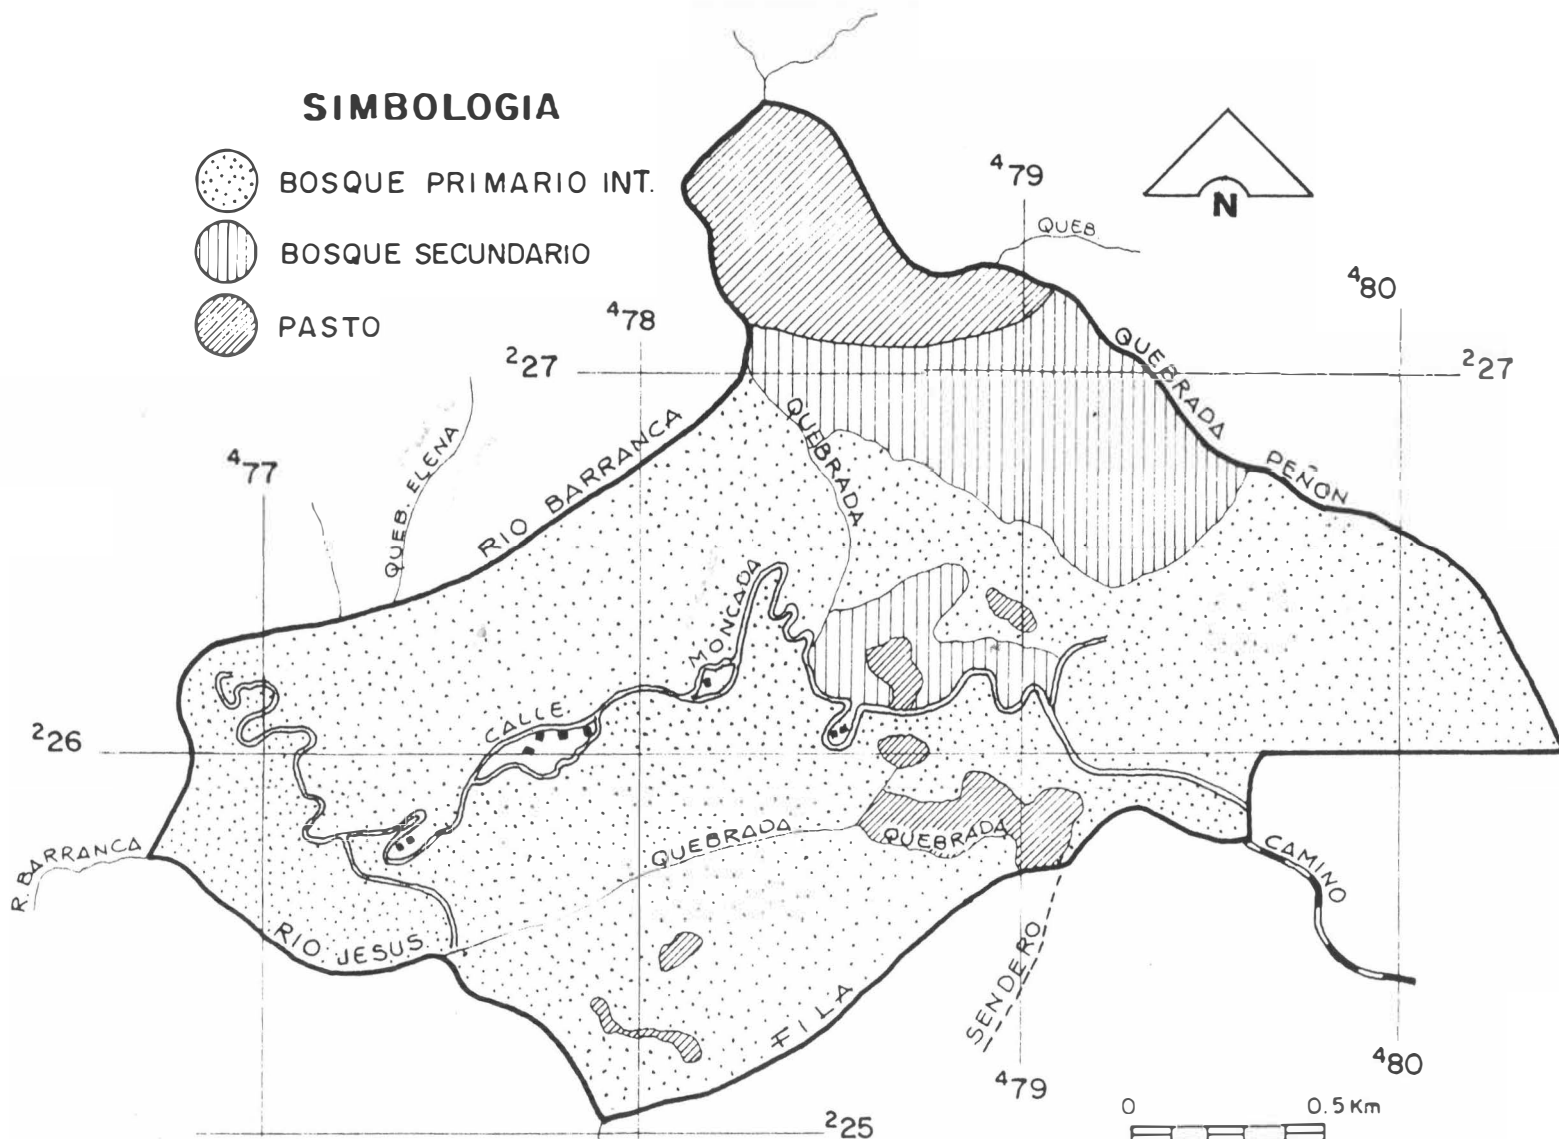 SIMBOLOGIA
BOSQUE PRIMARIO INT.
BOSQUE SECUNDARIO
PASTO
479
N
QUEB.
480
478
227
227
QUEBRADA
PEÑON
QUEBRADA
RIO BARRANCA
QUEB. ELENA
477
MONCADA
CALLE
226
QUEBRADA
QUEBRADA
R. BARRANCA
CAMINO
RIO JESUS
SENDERO
FILA
480
479
0 0.5 Km
225